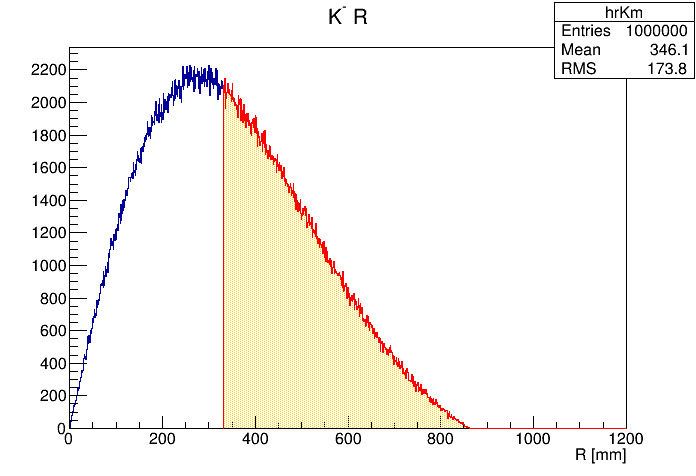 K⁻ R
hrKm
Entries 1000000
Mean 346.1
RMS 173.8
2200
2000
1800
1600
1400
1200
1000
800
600
400
200
0
0 200 400 600 800 1000 1200
R [mm]